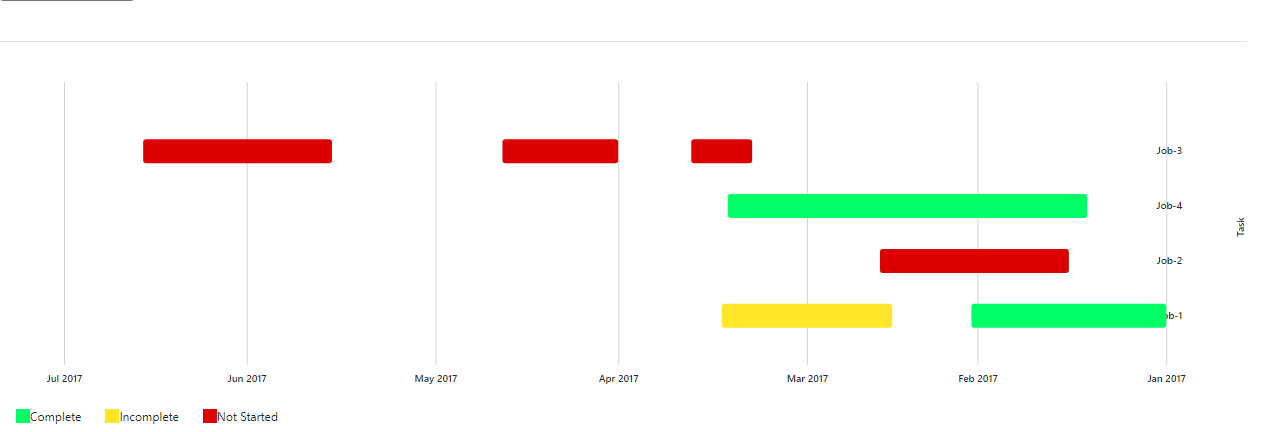 Job-3
Job-4
Task
Job-2
ob-1
Jul 2017 Jun 2017 May 2017 Apr 2017 Mar 2017 Feb 2017 Jan 2017
Complete Incomplete Not Started